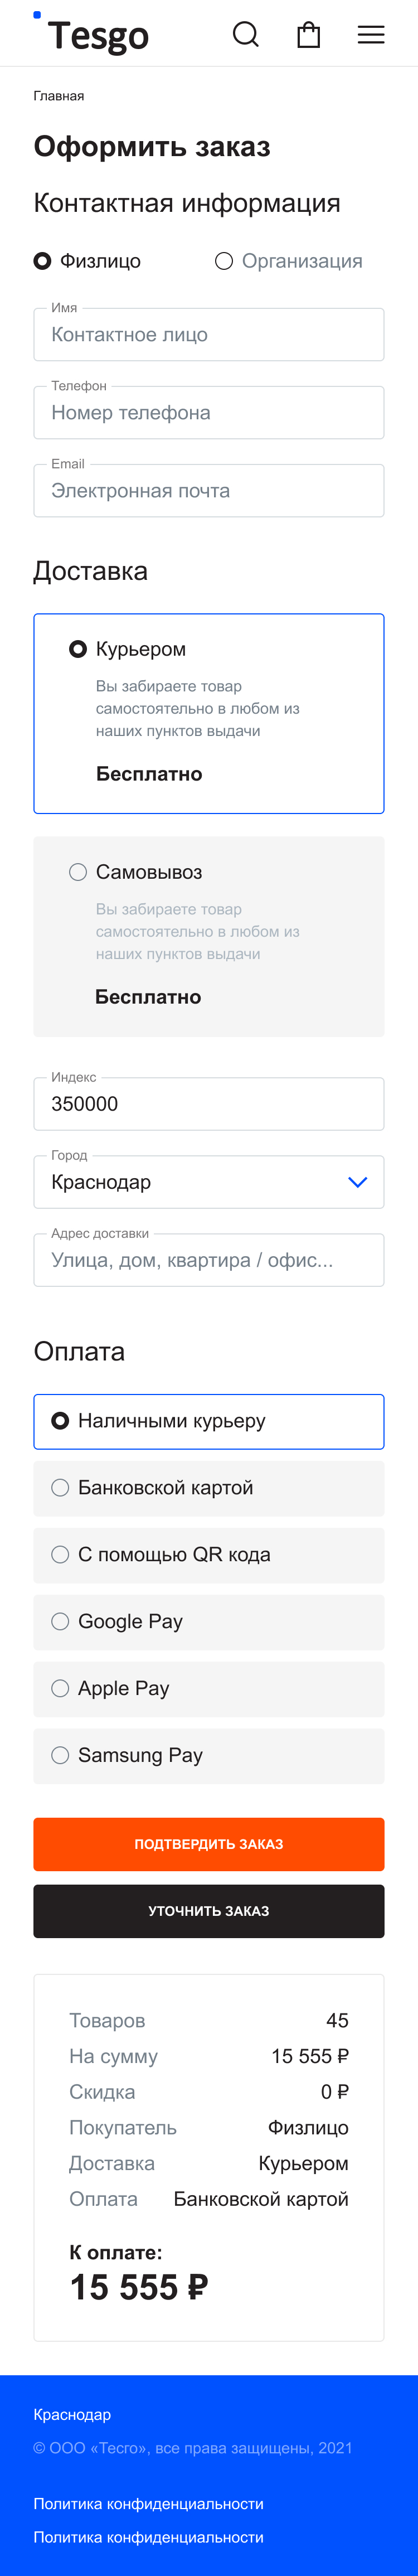 Tesgo
Главная
Оформить заказ
Контактная информация
Физлицо
Организация
Имя
Контактное лицо
Телефон
Номер телефона
Email
Электронная почта
Доставка
Курьером
Вы забираете товар
самостоятельно в любом из
наших пунктов выдачи
Бесплатно
Самовывоз
Вы забираете товар
самостоятельно в любом из
наших пунктов выдачи
Бесплатно
Индекс
350000
Город
Краснодар
Адрес доставки
Улица, дом, квартира / офис...
Оплата
Наличными курьеру
Банковской картой
С помощью QR кода
Google Pay
Apple Pay
Samsung Pay
ПОДТВЕРДИТЬ ЗАКАЗ
УТОЧНИТЬ ЗАКАЗ
Товаров 45
На сумму 15 555 ₽
Скидка 0 ₽
Покупатель Физлицо
Доставка Курьером
Оплата Банковской картой
К оплате:
15 555 ₽
Краснодар
© ООО «Тесго», все права защищены, 2021
Политика конфиденциальности
Политика конфиденциальности